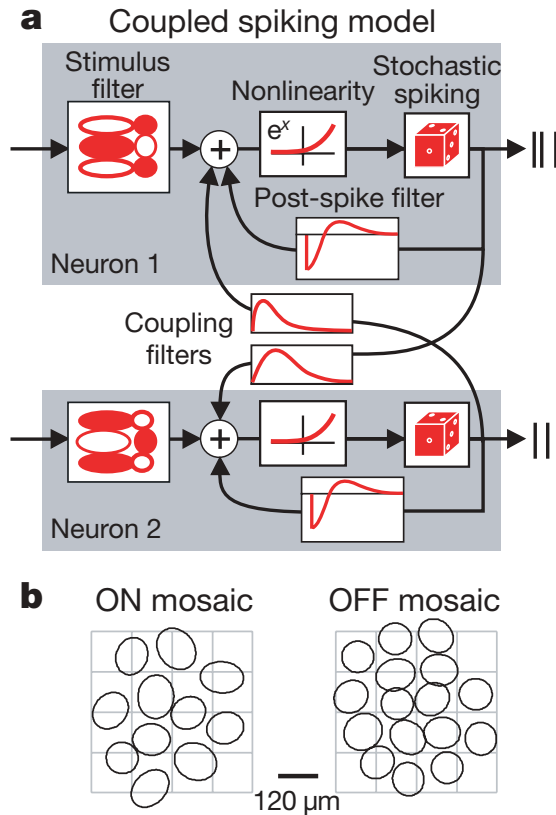 a Coupled spiking model
Stimulus
filter
Nonlinearity
Stochastic
spiking
eˣ
Post-spike filter
Neuron 1
Coupling
filters
Neuron 2
b ON mosaic OFF mosaic
120 μm